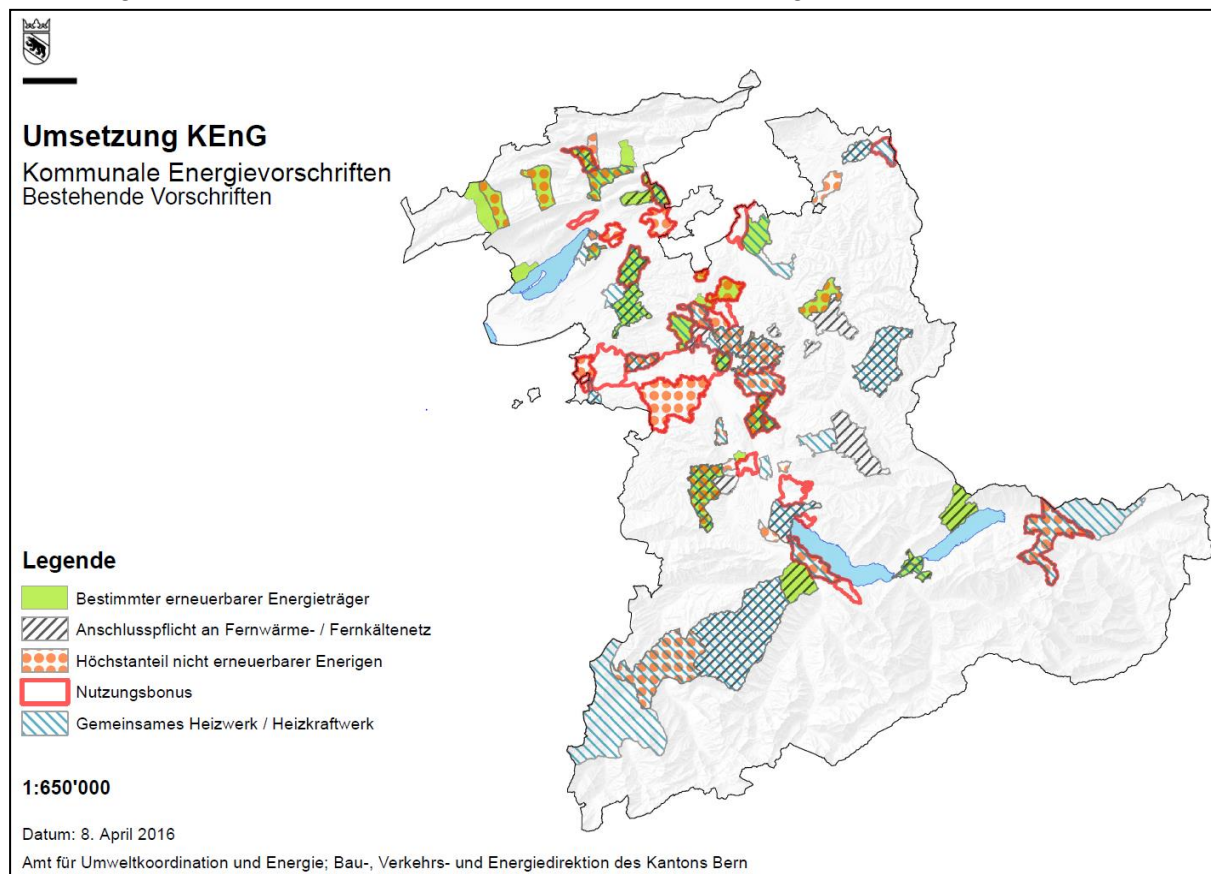 Umsetzung KEnG
Kommunale Energievorschriften
Bestehende Vorschriften
Legende
Bestimmter erneuerbarer Energieträger
Anschlusspflicht an Fernwärme- / Fernkältenetz
Höchstanteil nicht erneuerbarer Enerigen
Nutzungsbonus
Gemeinsames Heizwerk / Heizkraftwerk
1:650'000
Datum: 8. April 2016
Amt für Umweltkoordination und Energie; Bau-, Verkehrs- und Energiedirektion des Kantons Bern